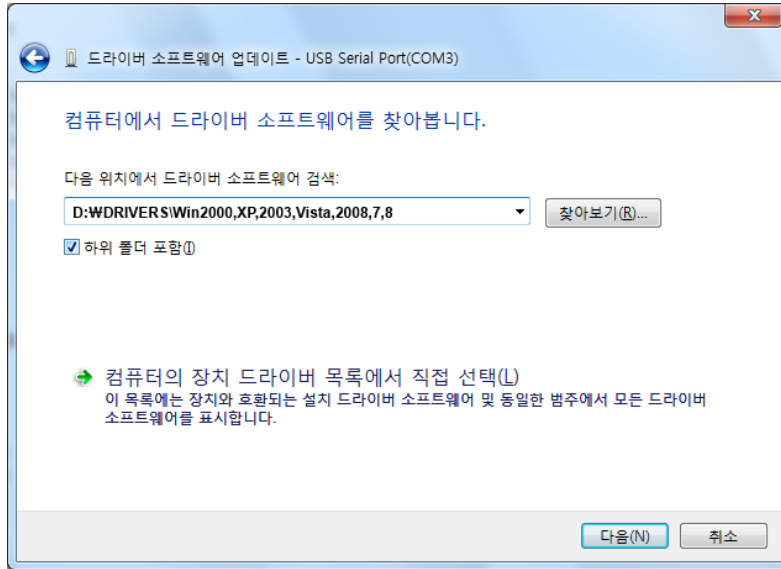 드라이버 소프트웨어 업데이트 - USB Serial Port(COM3)
컴퓨터에서 드라이버 소프트웨어를 찾아봅니다.
다음 위치에서 드라이버 소프트웨어 검색:
D:₩DRIVERS\Win2000,XP,2003,Vista,2008,7,8
찾아보기(R)...
하위 폴더 포함(I)
컴퓨터의 장치 드라이버 목록에서 직접 선택(L)
이 목록에는 장치와 호환되는 설치 드라이버 소프트웨어 및 동일한 범주에서 모든 드라이버
소프트웨어를 표시합니다.
다음(N)
취소